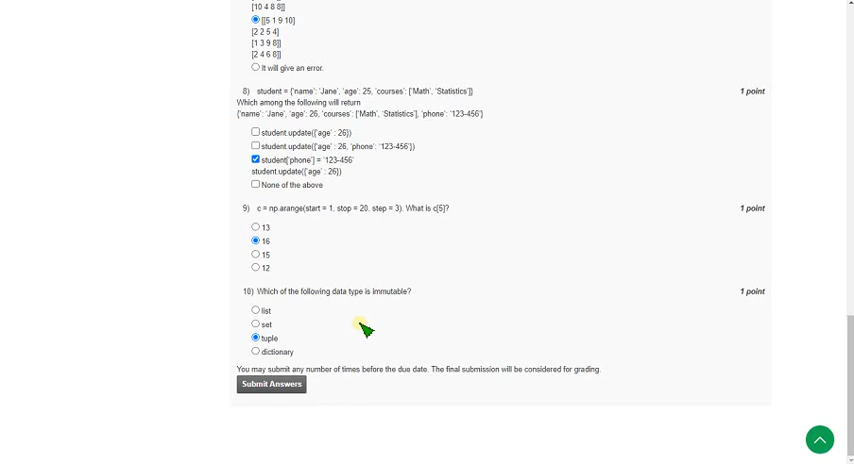 [10 4 8 8]]
[[5 1 9 10]
[2 2 5 4]
[1 3 9 8]]
[2 4 6 8]]
It will give an error.
8) student = {'name': 'Jane', 'age': 25, 'courses': ['Math', 'Statistics']} 1 point
Which among the following will return
{'name': 'Jane', 'age': 26, 'courses': ['Math', 'Statistics'], 'phone': '123-456'}
student.update({'age' : 26})
student.update({'age' : 26, 'phone': '123-456'})
student['phone'] = '123-456'
student.update({'age' : 26})
None of the above
9) c = np.arange(start = 1, stop = 20, step = 3). What is c[5]? 1 point
13
16
15
12
10) Which of the following data type is immutable? 1 point
list
set
tuple
dictionary
You may submit any number of times before the due date. The final submission will be considered for grading.
Submit Answers